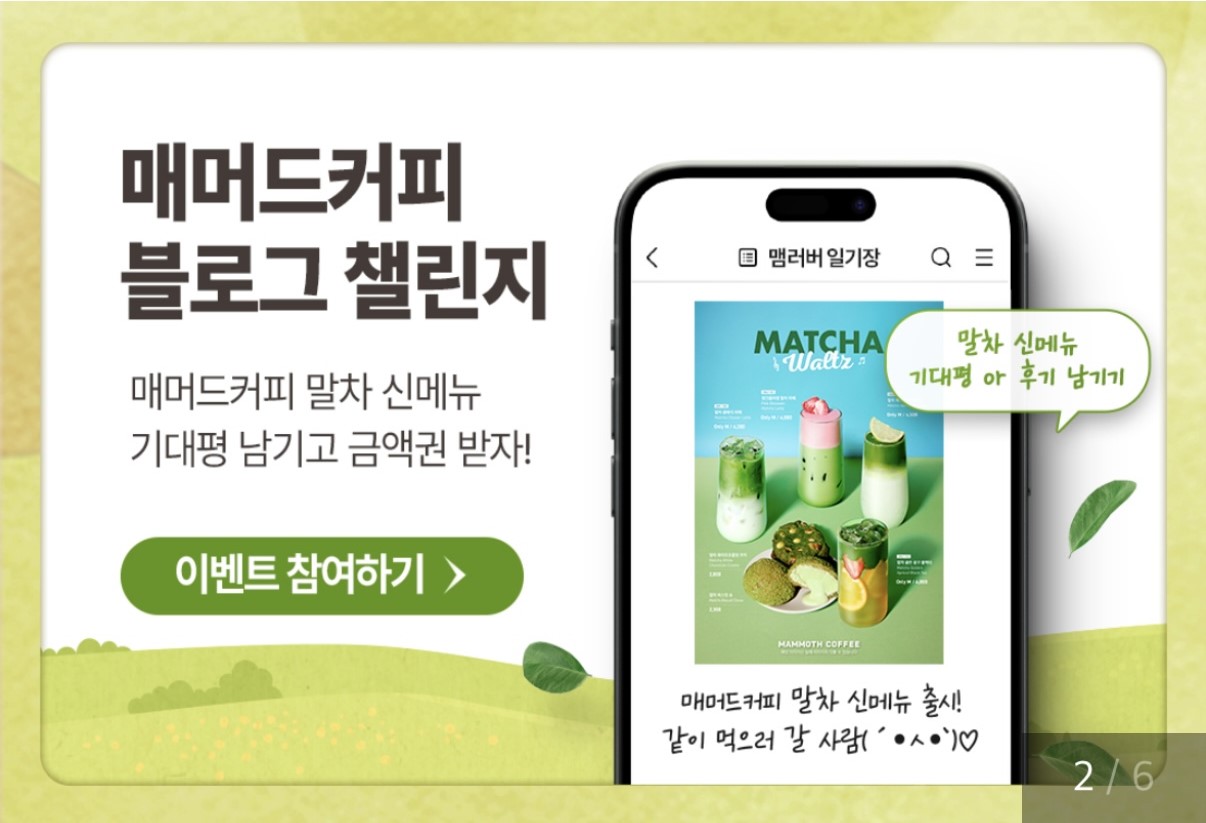 매머드커피
블로그 챌린지
매머드커피 말차 신메뉴
기대평 남기고 금액권 받자!
이벤트 참여하기
맴러버 일기장
MATCHA
Waltz
말차 신메뉴
기대평 and 후기 남기기
MAMMOTH COFFEE
매머드커피 말차 신메뉴 출시!
같이 먹으러 갈 사람( ´ •ㅅ•`)♡
2 / 6